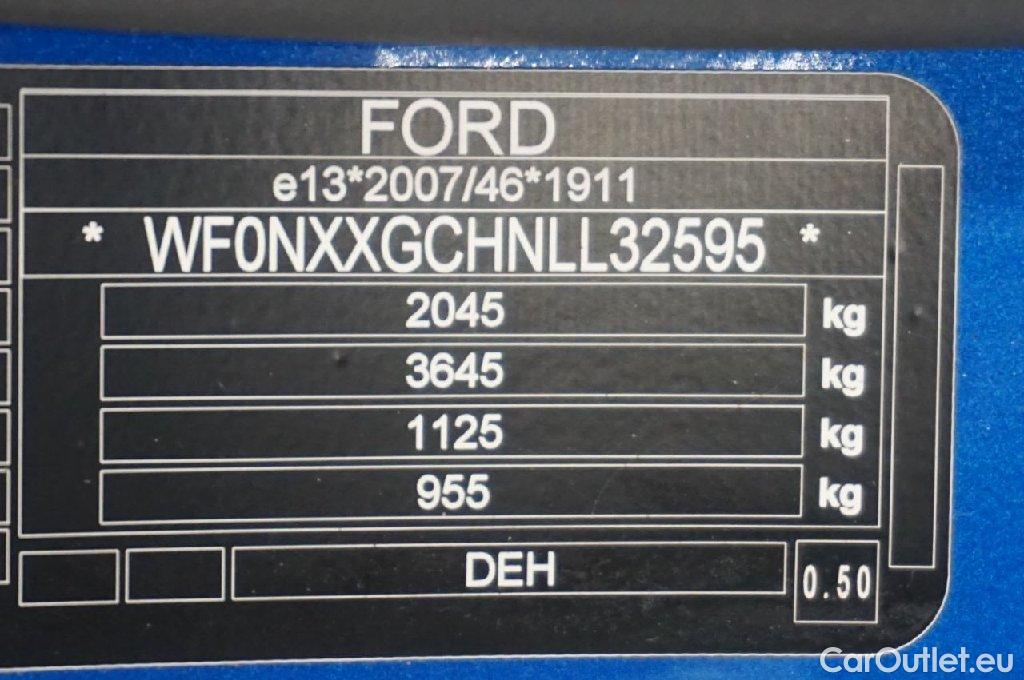 FORD
e13*2007/46*1911
* WF0NXXGCHNLL32595 *
2045 kg
3645 kg
1125 kg
955 kg
DEH
0.50
CarOutlet.eu